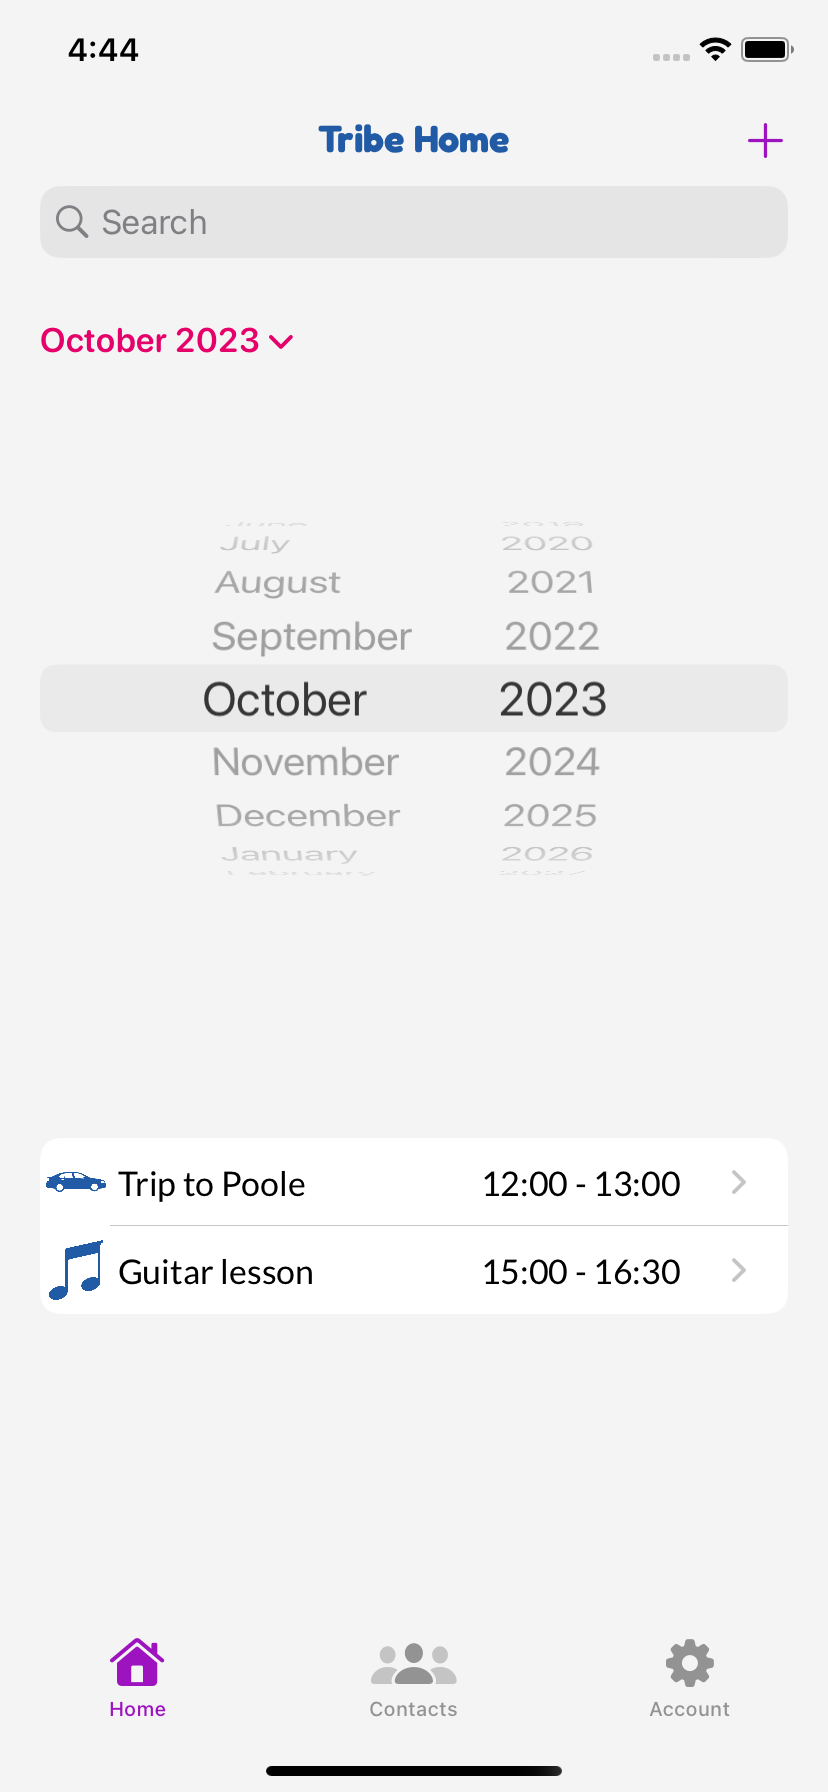 4:44
Tribe Home
Search
October 2023
July 2020
August 2021
September 2022
October 2023
November 2024
December 2025
January 2026
Trip to Poole 12:00 - 13:00
Guitar lesson 15:00 - 16:30
Home Contacts Account